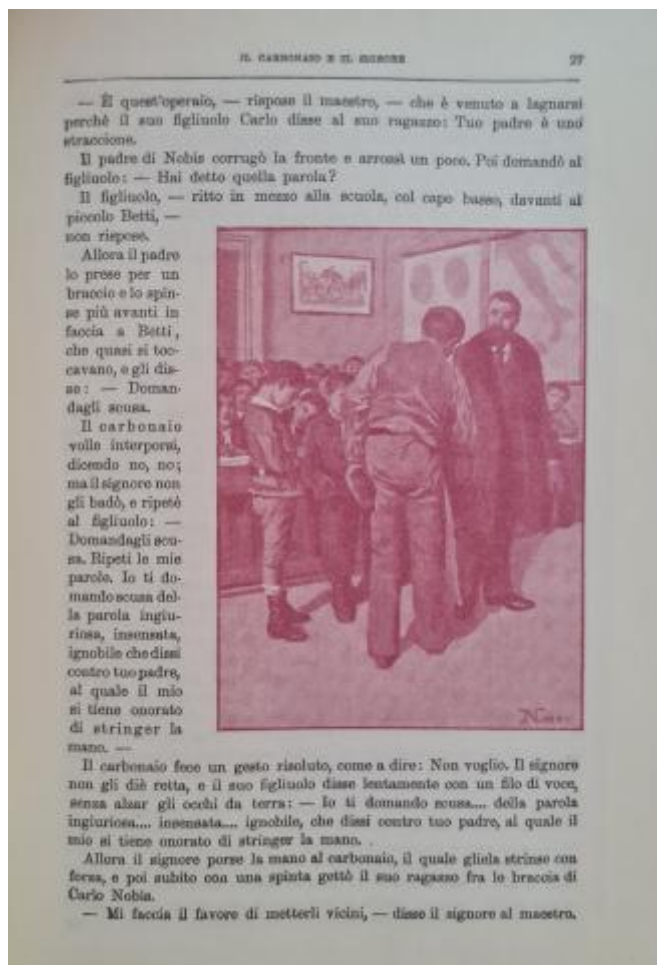 IL CARBONAIO E IL SIGNORE 27
— È quest'operaio, — rispose il maestro, — che è venuto a lagnarsi
perchè il suo figliuolo Carlo disse al suo ragazzo: Tuo padre è uno
straccione.
Il padre di Nobis corrugò la fronte e arrossì un poco. Poi domandò al
figliuolo: — Hai detto quella parola?
Il figliuolo, — ritto in mezzo alla scuola, col capo basso, davanti al
piccolo Betti, —
non rispose.
Allora il padre
lo prese per un
braccio e lo spin-
se più avanti in
faccia a Betti,
che quasi si toc-
cavano, e gli dis-
se: — Doman-
dagli scusa.
Il carbonaio
volle interporsi,
dicendo no, no;
ma il signore non
gli badò, e ripetè
al figliuolo: —
Domandagli scu-
sa. Ripeti le mie
parole. Io ti do-
mando scusa del-
la parola ingiu-
riosa, insensata,
ignobile che dissi
contro tuo padre,
al quale il mio
si tiene onorato
di stringer la
mano. —
Il carbonaio fece un gesto risoluto, come a dire: Non voglio. Il signore
non gli diè retta, e il suo figliuolo disse lentamente con un filo di voce,
senza alzar gli occhi da terra: — Io ti domando scusa.... della parola
ingiuriosa.... insensata.... ignobile, che dissi contro tuo padre, al quale il
mio si tiene onorato di stringer la mano.
Allora il signore porse la mano al carbonaio, il quale gliela strinse con
forza, e poi subito con una spinta gettò il suo ragazzo fra le braccia di
Carlo Nobis.
— Mi faccia il favore di metterli vicini, — disse il signore al maestro.